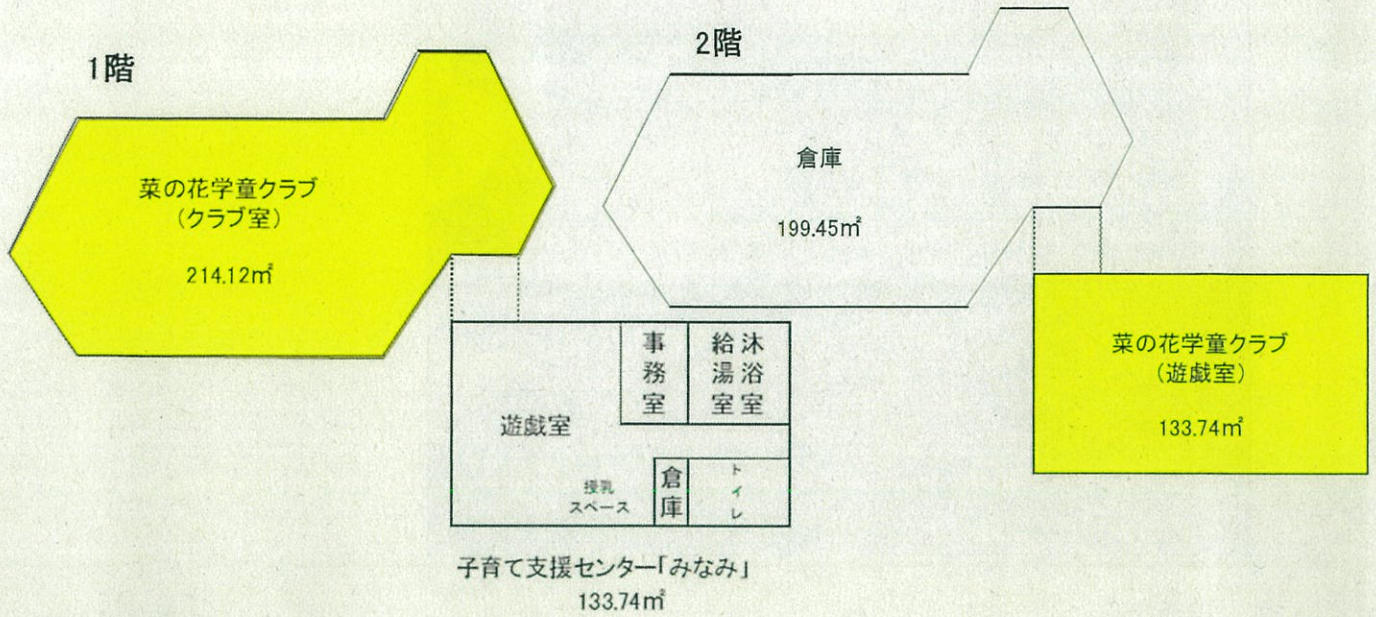 1階
菜の花学童クラブ
(クラブ室)
214.12㎡
事務室
給湯室
沐浴室
遊戯室
授乳
スペース
倉庫
トイレ
子育て支援センター「みなみ」
133.74㎡
2階
倉庫
199.45㎡
菜の花学童クラブ
(遊戯室)
133.74㎡